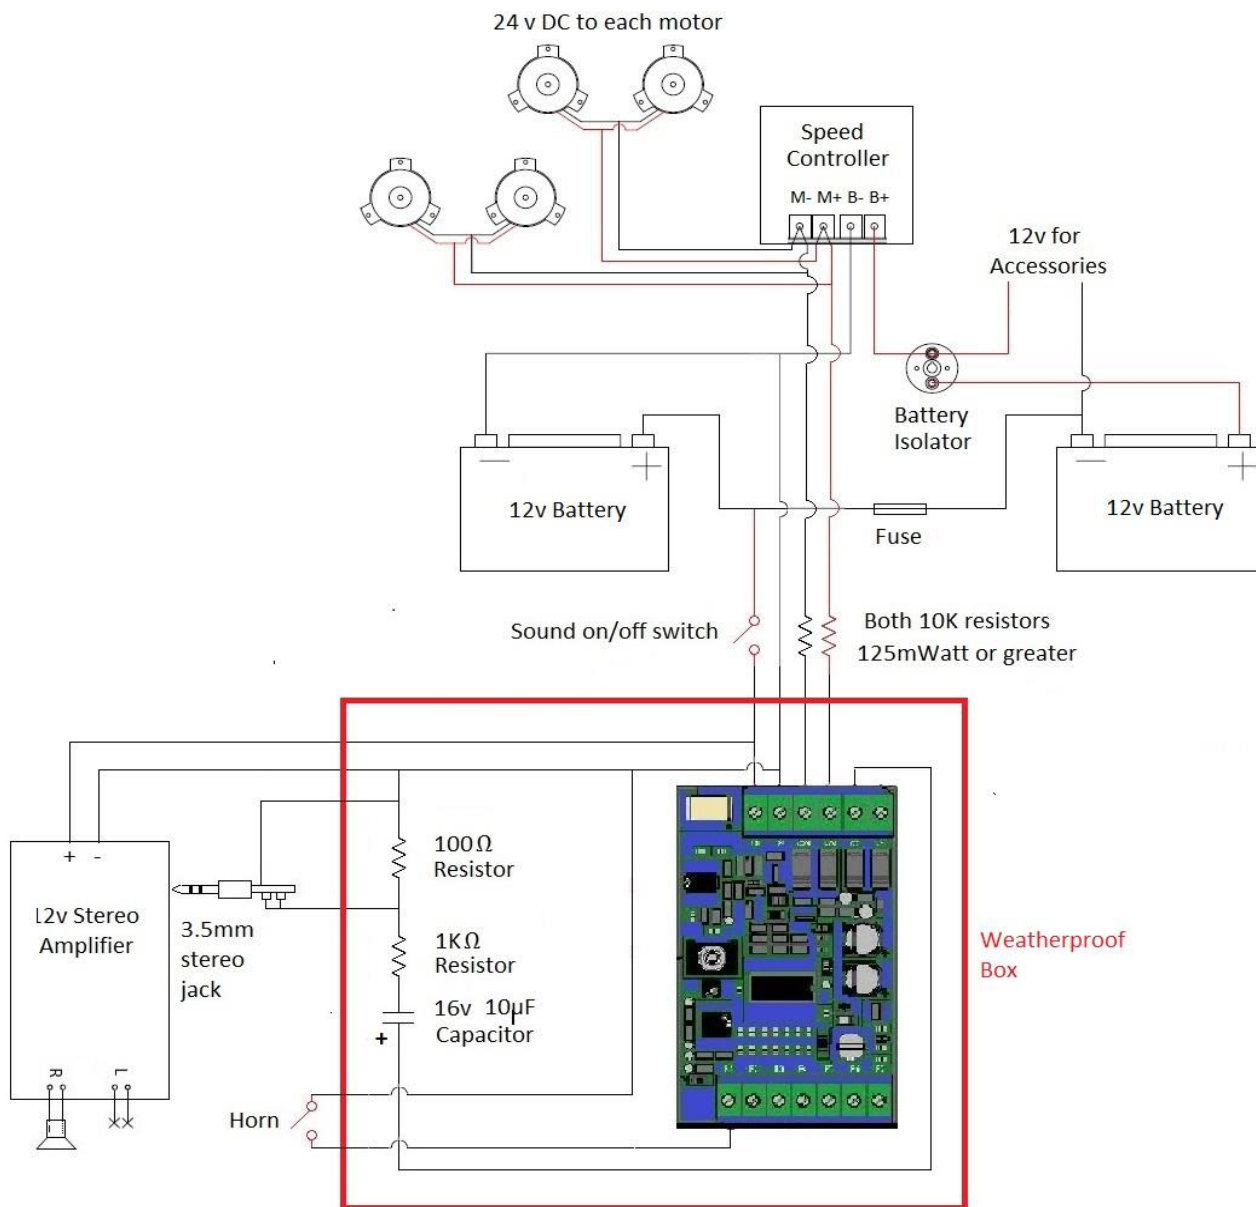 24 v DC to each motor
Speed
Controller
M- M+ B- B+
12v for
Accessories
Battery
Isolator
12v Battery
Fuse
12v Battery
Sound on/off switch
Both 10K resistors
125mWatt or greater
+ -
12v Stereo
Amplifier
3.5mm
stereo
jack
100Ω
Resistor
1KΩ
Resistor
16v 10µF
Capacitor
+
Weatherproof
Box
R L
Horn